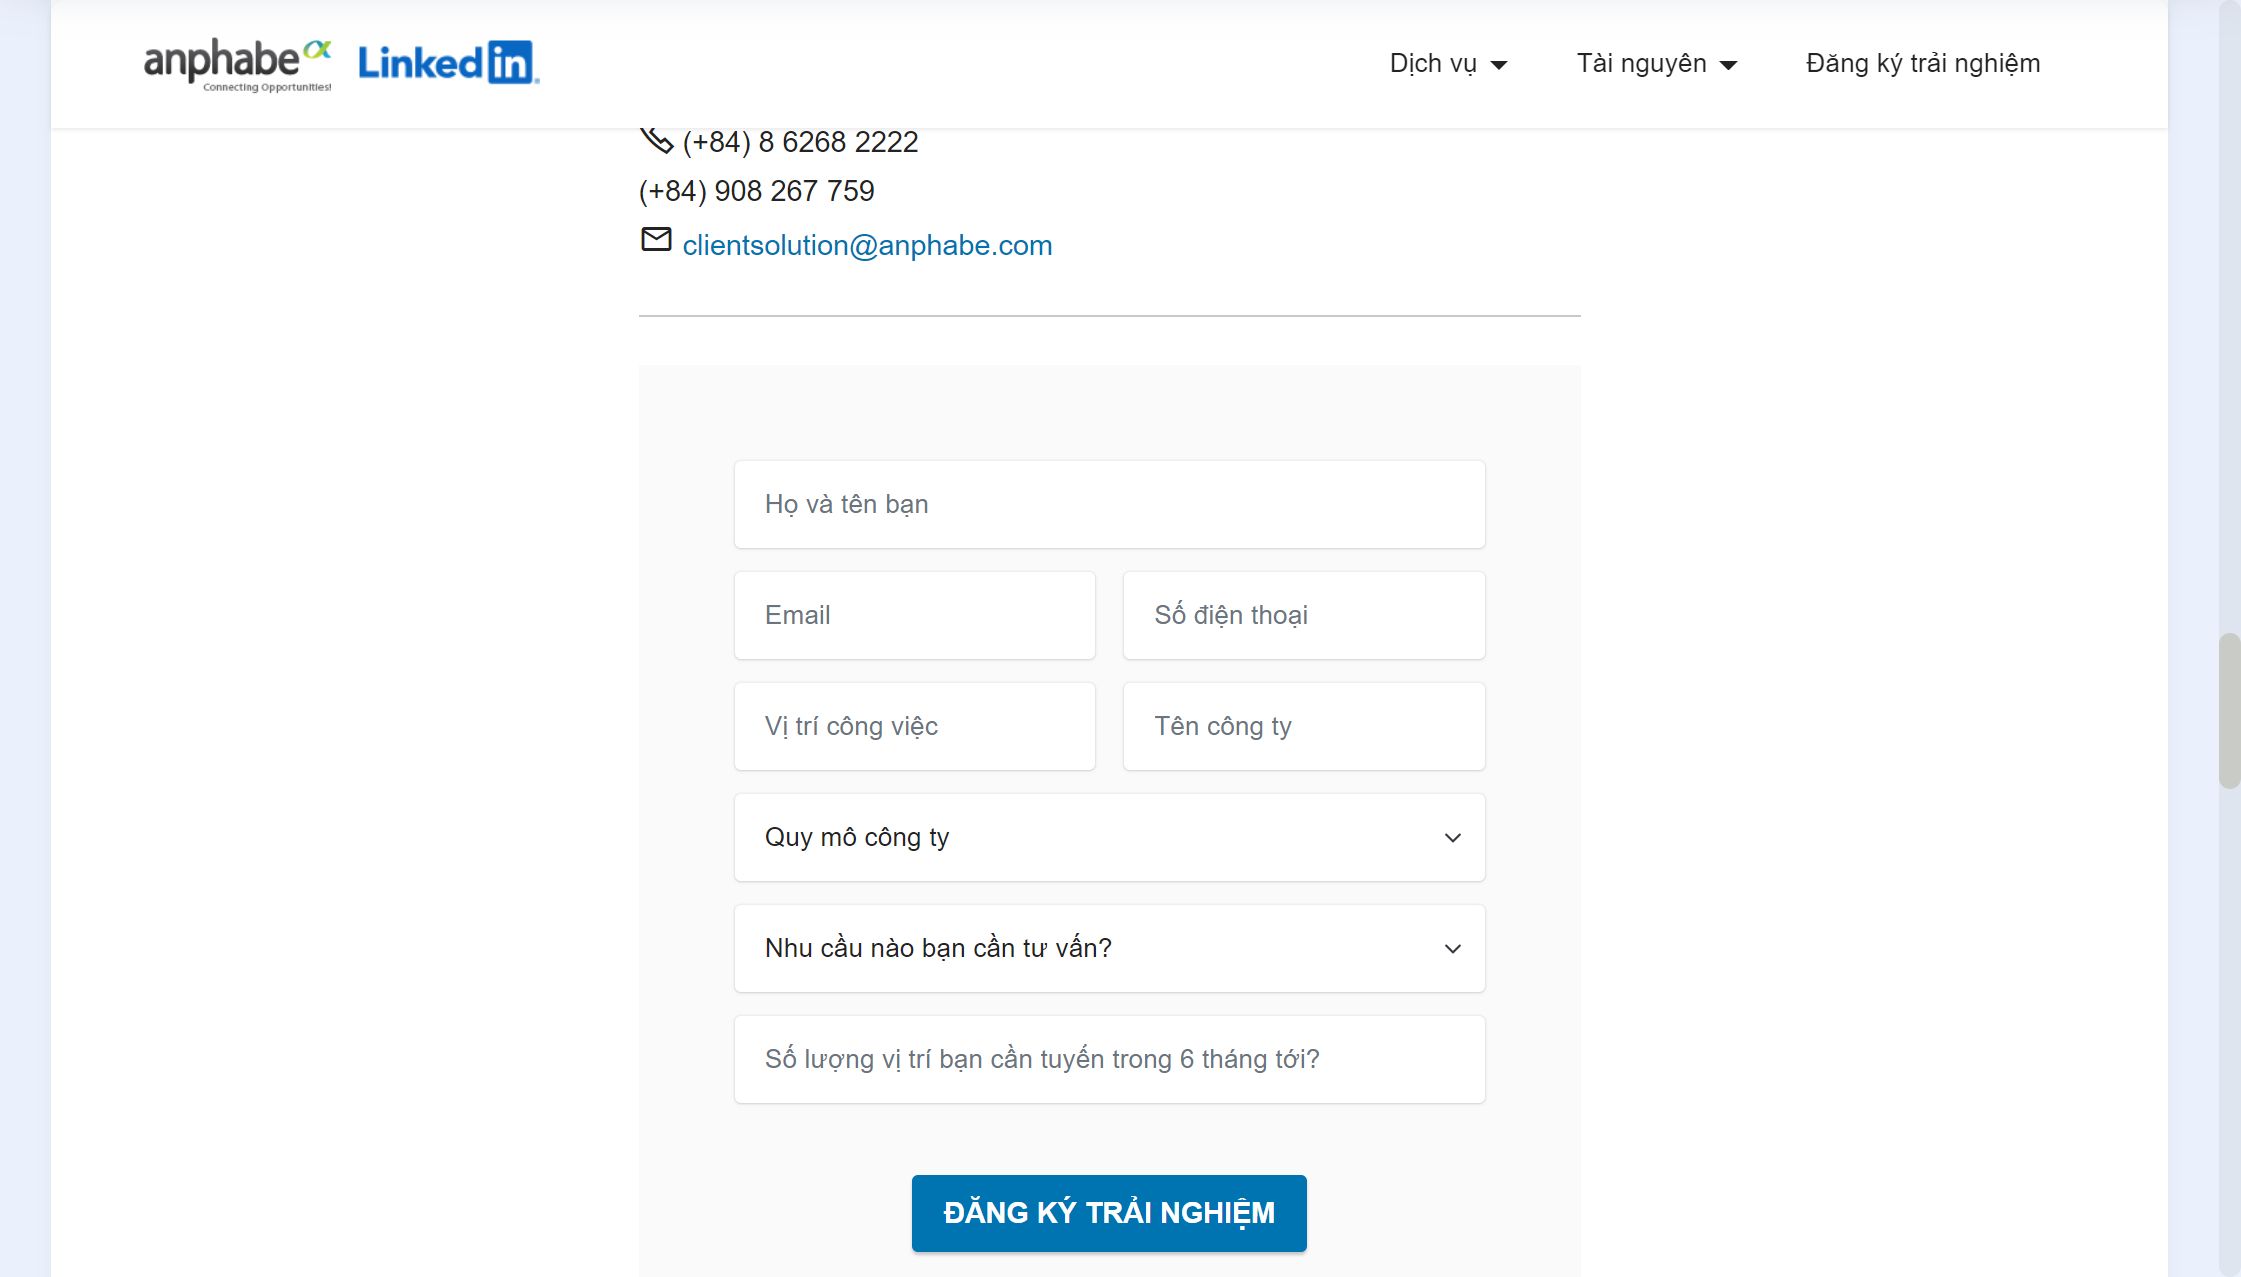 anphabe
Connecting Opportunities!
Linked in
Dịch vụ
Tài nguyên
Đăng ký trải nghiệm
(+84) 8 6268 2222
(+84) 908 267 759
clientsolution@anphabe.com
Họ và tên bạn
Email
Số điện thoại
Vị trí công việc
Tên công ty
Quy mô công ty
Nhu cầu nào bạn cần tư vấn?
Số lượng vị trí bạn cần tuyển trong 6 tháng tới?
ĐĂNG KÝ TRẢI NGHIỆM